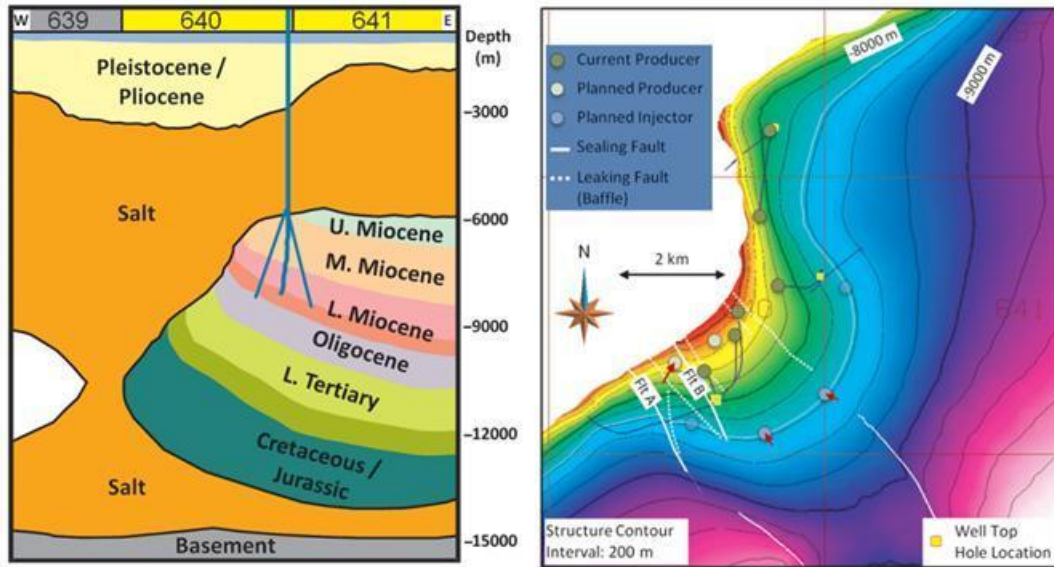 W 639 640 641 E
Depth
(m)
Pleistocene /
Pliocene
–3000
Salt
–6000
U. Miocene
M. Miocene
L. Miocene
–9000
Oligocene
L. Tertiary
–12000
Cretaceous /
Jurassic
Salt
Basement
–15000
Current Producer
Planned Producer
Planned Injector
Sealing Fault
Leaking Fault
(Baffle)
-8000 m
-9000 m
N
2 km
641
Flt A
Flt B
Structure Contour
Interval: 200 m
Well Top
Hole Location